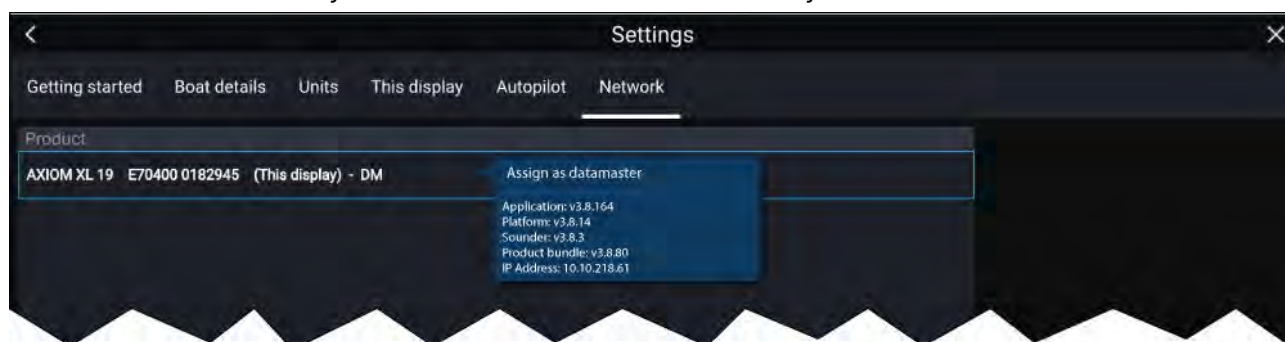 Settings
Getting started Boat details Units This display Autopilot Network
Product
AXIOM XL 19 E70400 0182945 (This display) - DM
Assign as datamaster
Application: v3.8.164
Platform: v3.8.14
Sounder: v3.8.3
Product bundle: v3.8.80
IP Address: 10.10.218.61